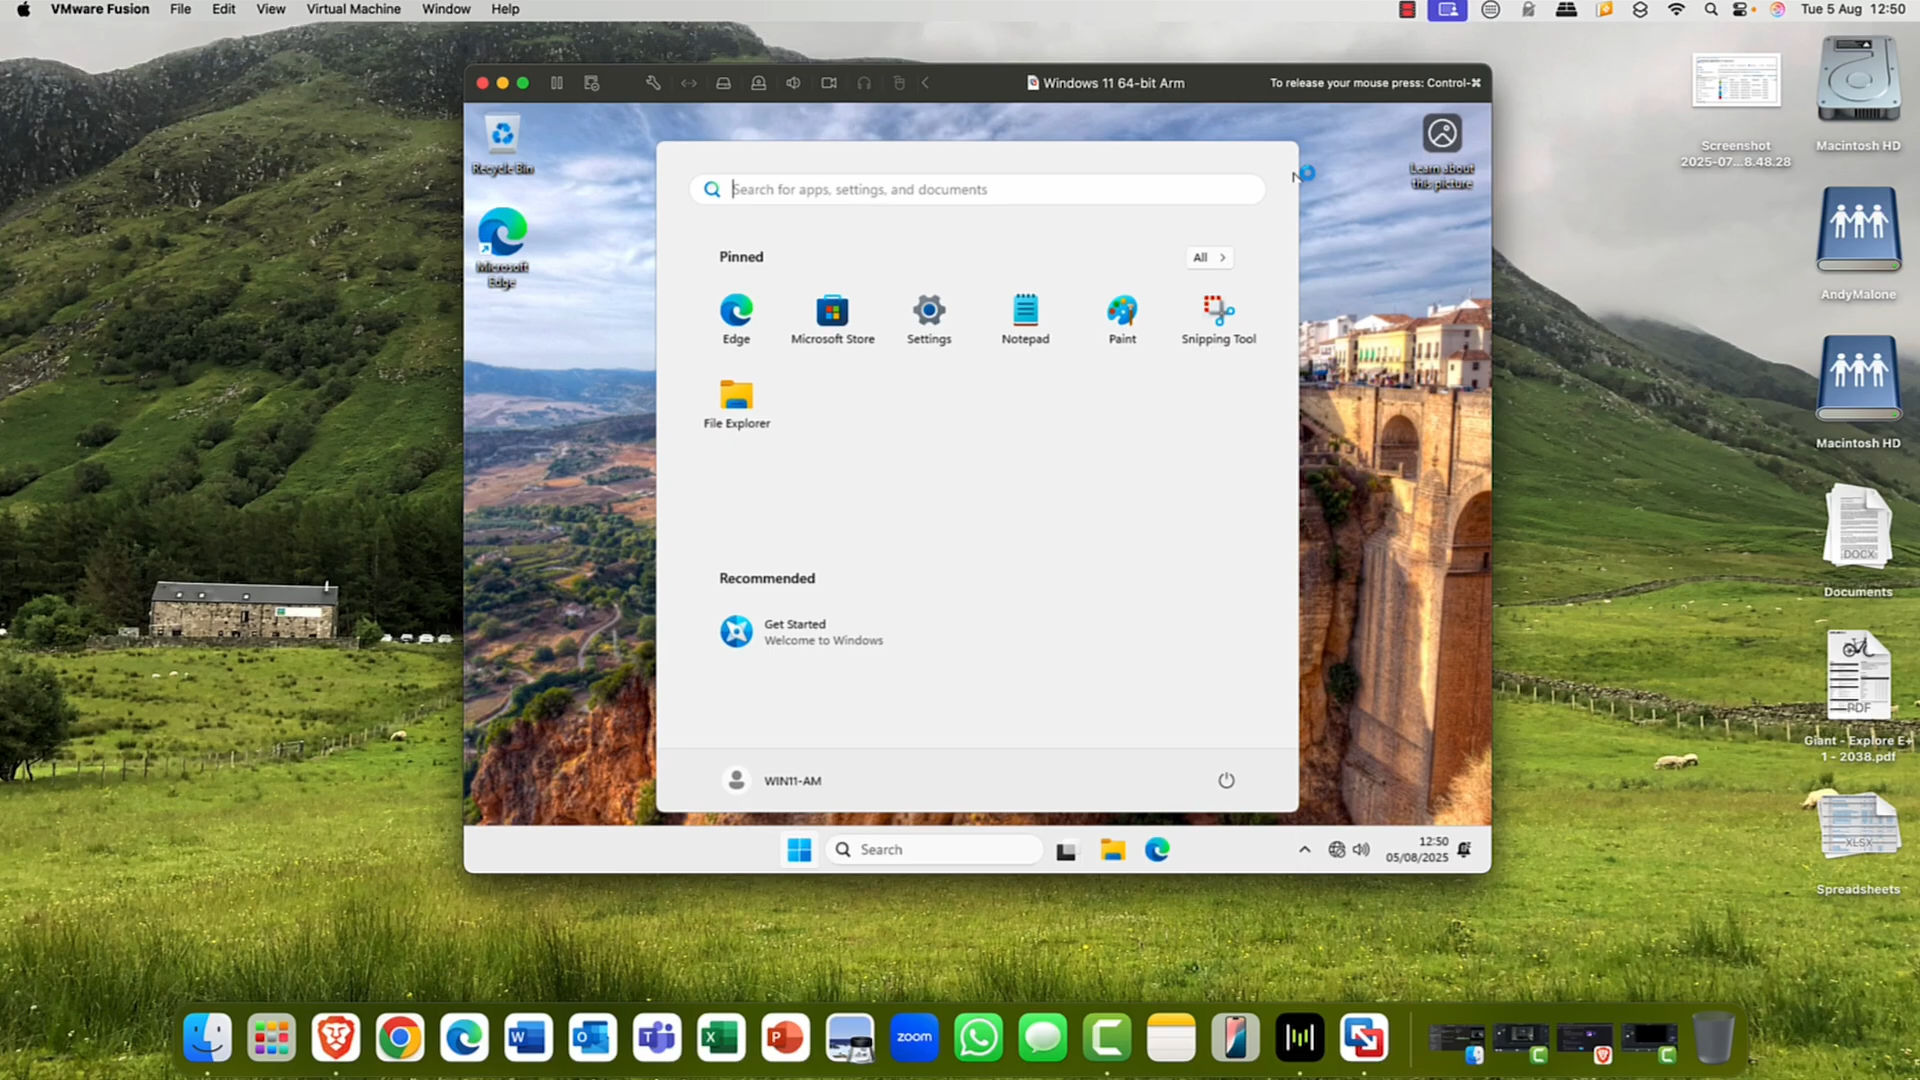 VMware Fusion File Edit View Virtual Machine Window Help
Tue 5 Aug 12:50
Windows 11 64-bit Arm
To release your mouse press: Control-⌘
Recycle Bin
Microsoft
Edge
Learn about
this picture
Search for apps, settings, and documents
Pinned
All
Edge
Microsoft Store
Settings
Notepad
Paint
Snipping Tool
File Explorer
Recommended
Get Started
Welcome to Windows
WIN11-AM
Search
12:50
05/08/2025
Screenshot
2025-07...8.48.28
Macintosh HD
AndyMalone
Macintosh HD
DOCX
Documents
PDF
Giant - Explore E+
1 - 2038.pdf
XLSX
Spreadsheets
zoom